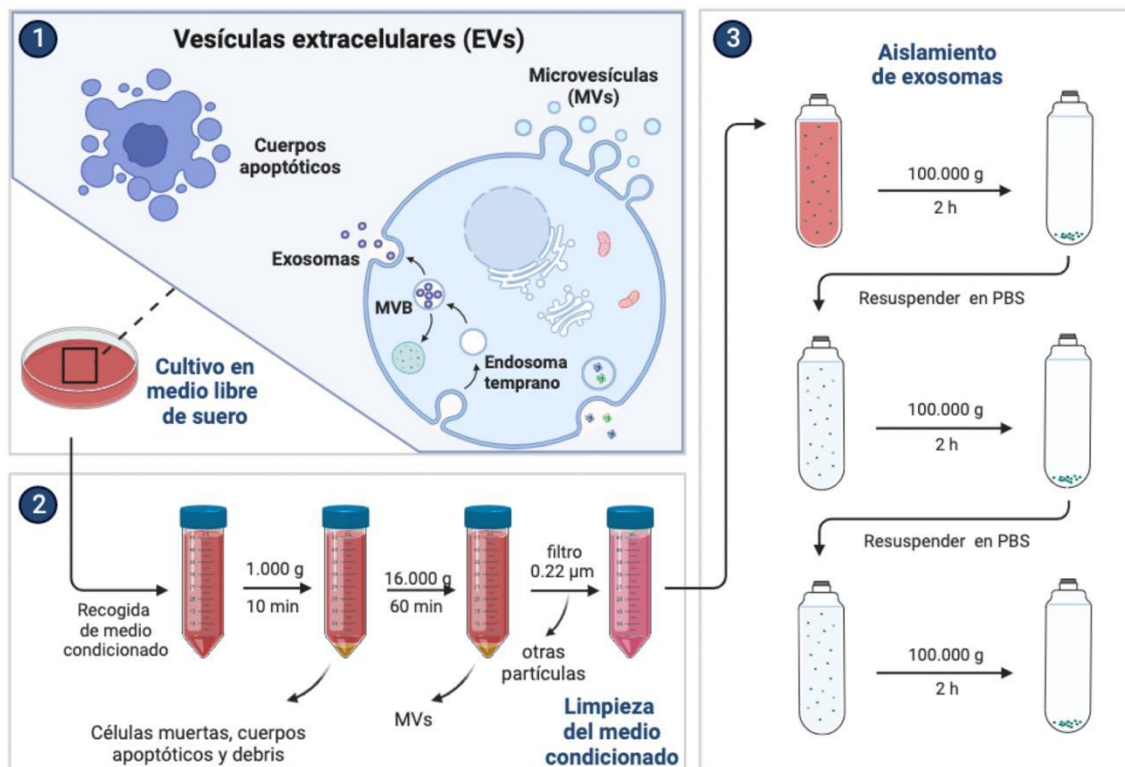 1
Vesículas extracelulares (EVs)
Microvesículas
(MVs)
Cuerpos
apoptóticos
Exosomas
MVB
Endosoma
temprano
Cultivo en
medio libre
de suero
2
Recogida
de medio
condicionado
1.000 g
10 min
16.000 g
60 min
filtro
0.22 µm
otras
partículas
Células muertas, cuerpos
apoptóticos y debris
MVs
Limpieza
del medio
condicionado
3
Aislamiento
de exosomas
100.000 g
2 h
Resuspender en PBS
100.000 g
2 h
Resuspender en PBS
100.000 g
2 h